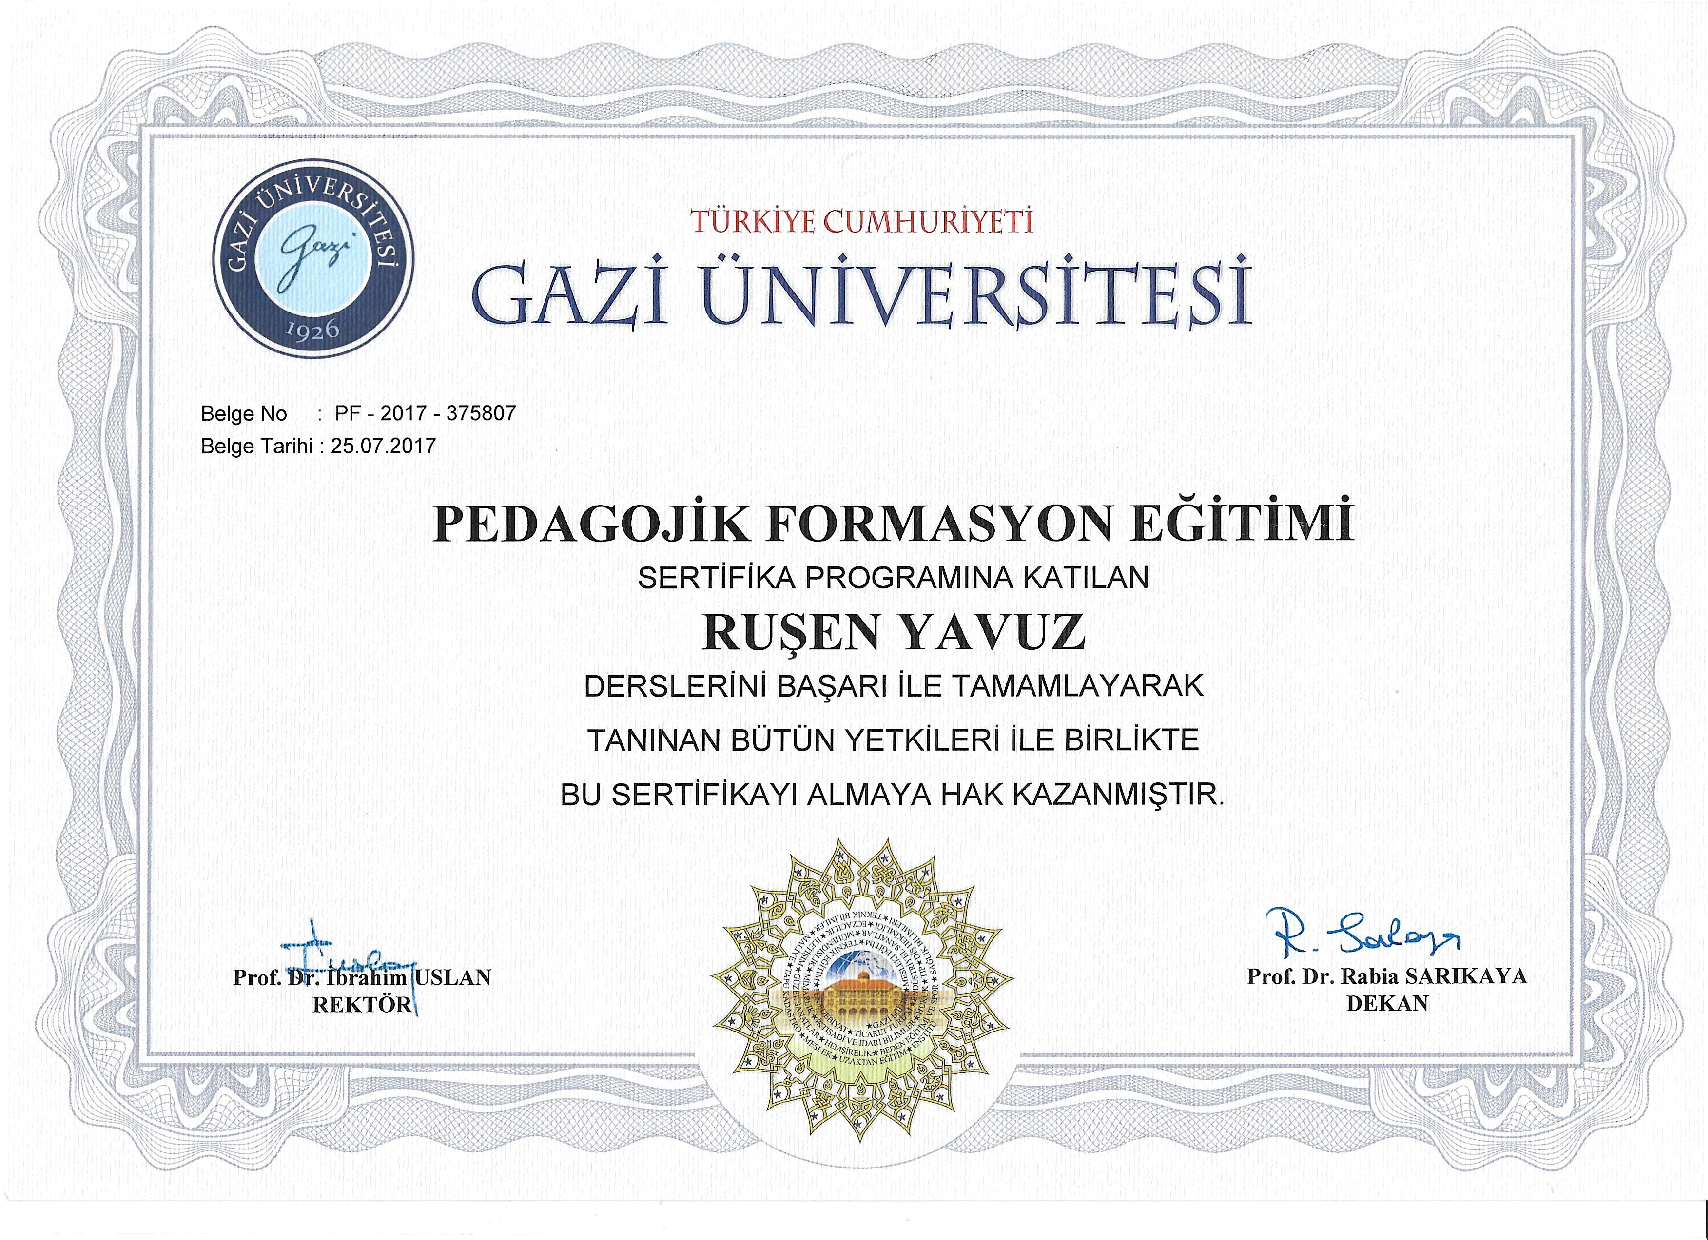 GAZİ ÜNİVERSİTESİ
gazi
1926
TÜRKİYE CUMHURİYETİ
GAZİ ÜNİVERSİTESİ
Belge No : PF - 2017 - 375807
Belge Tarihi : 25.07.2017
PEDAGOJİK FORMASYON EĞİTİMİ
SERTİFİKA PROGRAMINA KATILAN
RUŞEN YAVUZ
DERSLERİNİ BAŞARI İLE TAMAMLAYARAK
TANINAN BÜTÜN YETKİLERİ İLE BİRLİKTE
BU SERTİFİKAYI ALMAYA HAK KAZANMIŞTIR.
Prof. Dr. İbrahim USLAN
REKTÖR
R. Sarıkaya
Prof. Dr. Rabia SARIKAYA
DEKAN